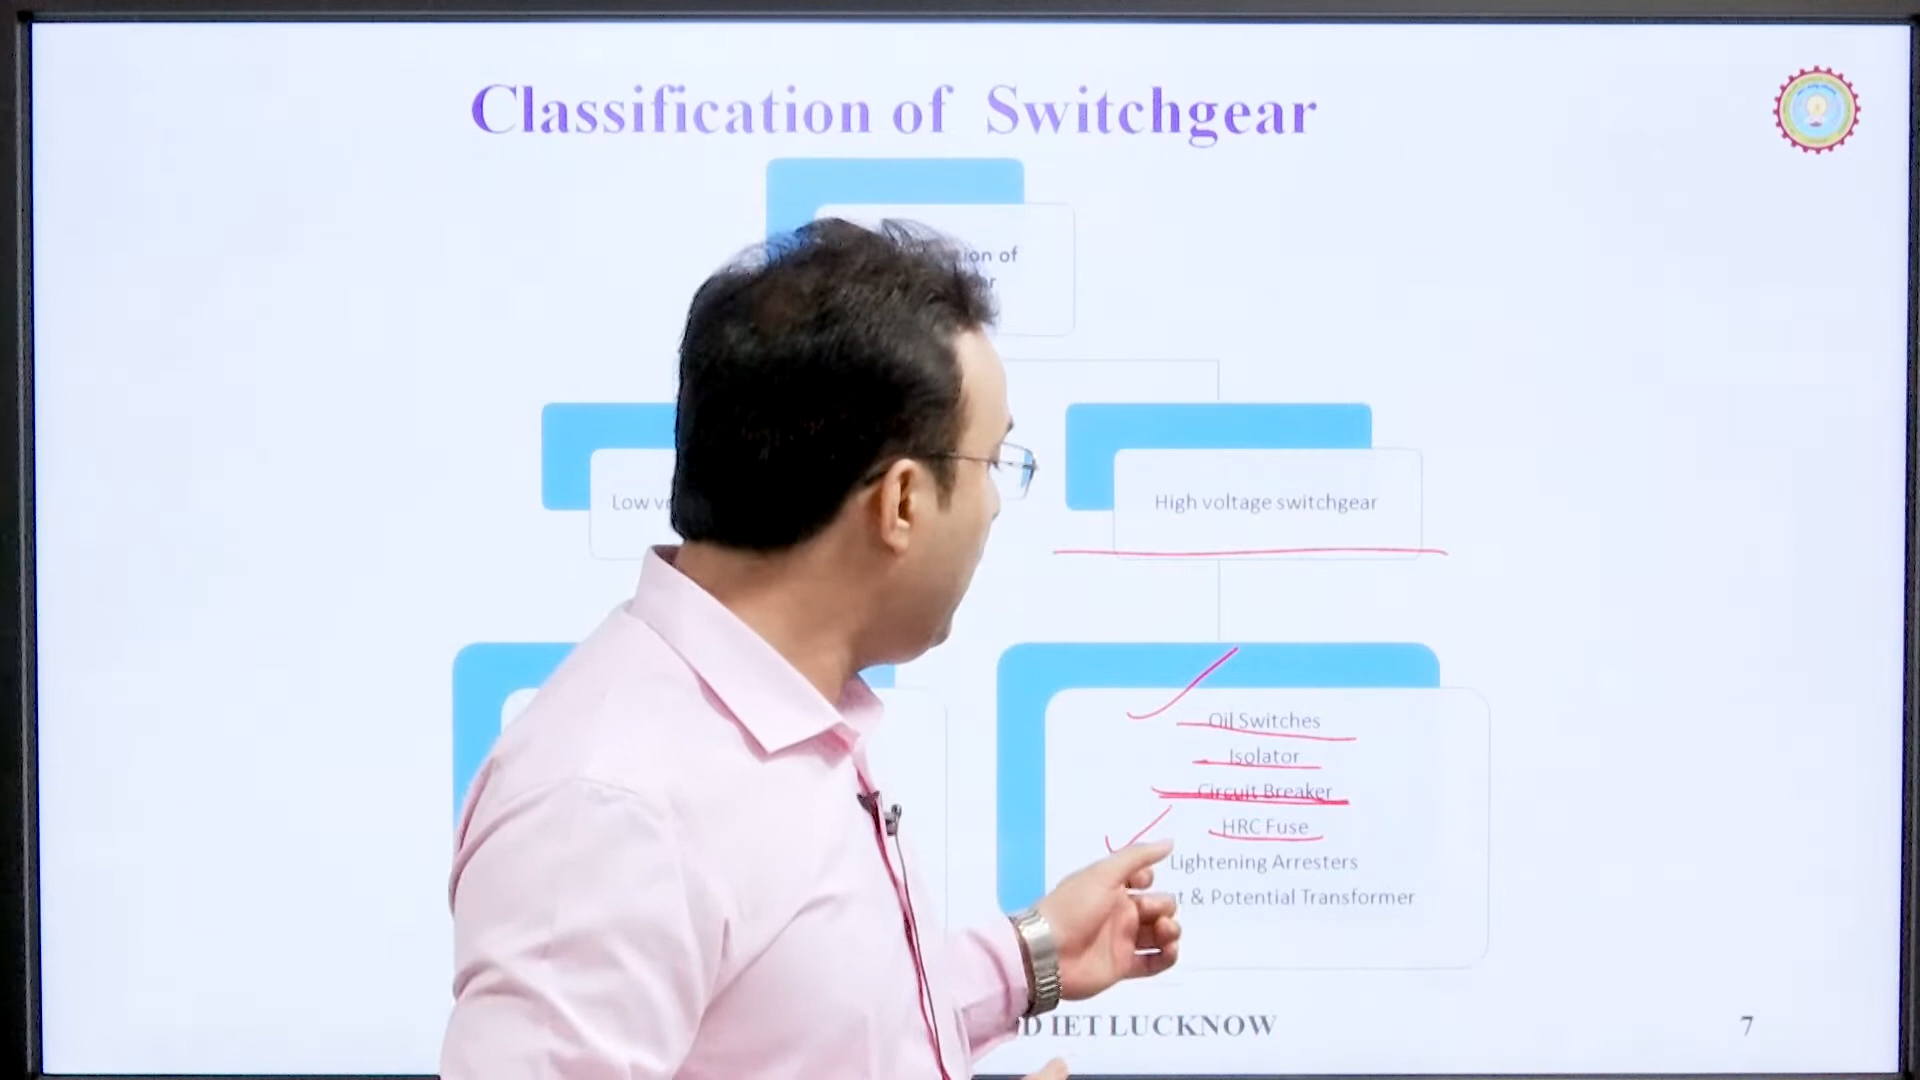 Classification of Switchgear
of
Low
High voltage switchgear
Oil Switches
Isolator
Circuit Breaker
HRC Fuse
Lightening Arresters
& Potential Transformer
IET LUCKNOW
7